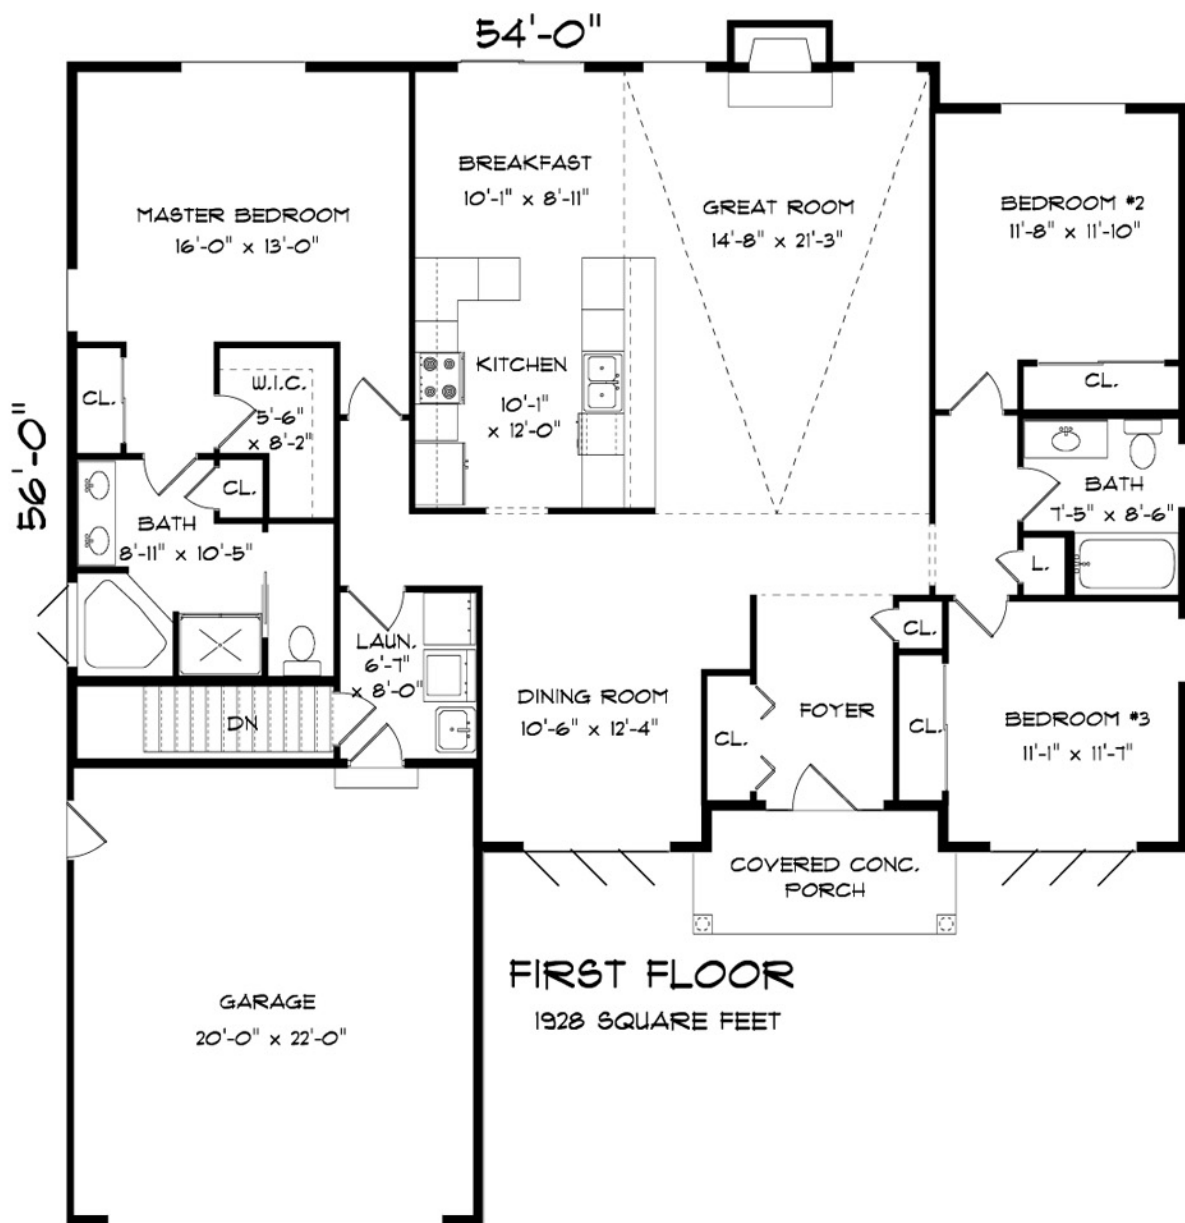 54'-0"
56'-0"
MASTER BEDROOM
16'-0" x 13'-0"
BREAKFAST
10'-1" x 8'-11"
GREAT ROOM
14'-8" x 21'-3"
BEDROOM #2
11'-8" x 11'-10"
CL.
CL.
W.I.C.
5'-6"
x 8'-2"
KITCHEN
10'-1"
x 12'-0"
CL.
BATH
8'-11" x 10'-5"
BATH
7'-5" x 8'-6"
L.
LAUN.
6'-7"
x 8'-0"
DN
DINING ROOM
10'-6" x 12'-4"
CL.
FOYER
CL.
CL.
BEDROOM #3
11'-1" x 11'-7"
COVERED CONC.
PORCH
FIRST FLOOR
1928 SQUARE FEET
GARAGE
20'-0" x 22'-0"